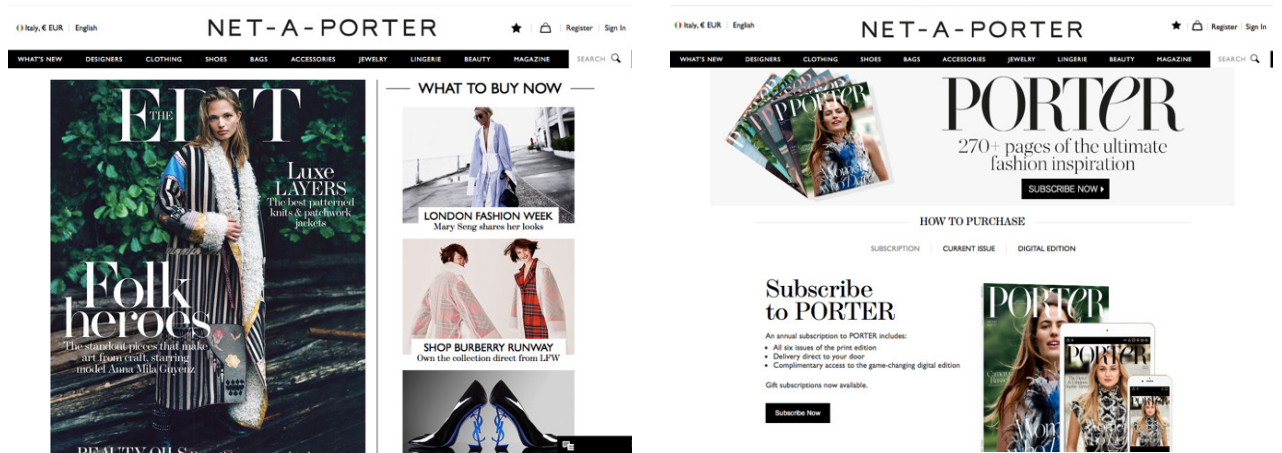 Italy, € EUR English
NET-A-PORTER
Register Sign In
WHAT'S NEW DESIGNERS CLOTHING SHOES BAGS ACCESSORIES JEWELRY LINGERIE BEAUTY MAGAZINE SEARCH
THE EDIT
Luxe
LAYERS
The best patterned
knits & patchwork
jackets
Folk
heroes
The standout pieces that make
art from craft, starring
model Anna Mila Guyenz
BEAUTY OILS
WHAT TO BUY NOW
LONDON FASHION WEEK
Mary Seng shares her looks
SHOP BURBERRY RUNWAY
Own the collection direct from LFW
Italy, € EUR English
NET-A-PORTER
Register Sign In
WHAT'S NEW DESIGNERS CLOTHING SHOES BAGS ACCESSORIES JEWELRY LINGERIE BEAUTY MAGAZINE SEARCH
PORTER
PORTER
270+ pages of the ultimate
fashion inspiration
SUBSCRIBE NOW
HOW TO PURCHASE
SUBSCRIPTION CURRENT ISSUE DIGITAL EDITION
Subscribe
to PORTER
An annual subscription to PORTER includes:
All six issues of the print edition
Delivery direct to your door
Complimentary access to the game-changing digital edition
Gift subscriptions now available.
Subscribe Now
PORTER
PORTER
PORTER